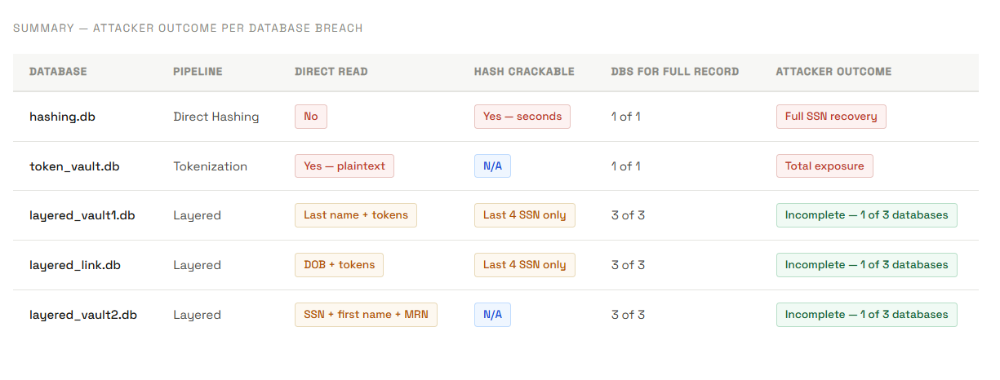 SUMMARY — ATTACKER OUTCOME PER DATABASE BREACH
DATABASE PIPELINE DIRECT READ HASH CRACKABLE DBS FOR FULL RECORD ATTACKER OUTCOME
hashing.db Direct Hashing No Yes — seconds 1 of 1 Full SSN recovery
token_vault.db Tokenization Yes — plaintext N/A 1 of 1 Total exposure
layered_vault1.db Layered Last name + tokens Last 4 SSN only 3 of 3 Incomplete — 1 of 3 databases
layered_link.db Layered DOB + tokens Last 4 SSN only 3 of 3 Incomplete — 1 of 3 databases
layered_vault2.db Layered SSN + first name + MRN N/A 3 of 3 Incomplete — 1 of 3 databases